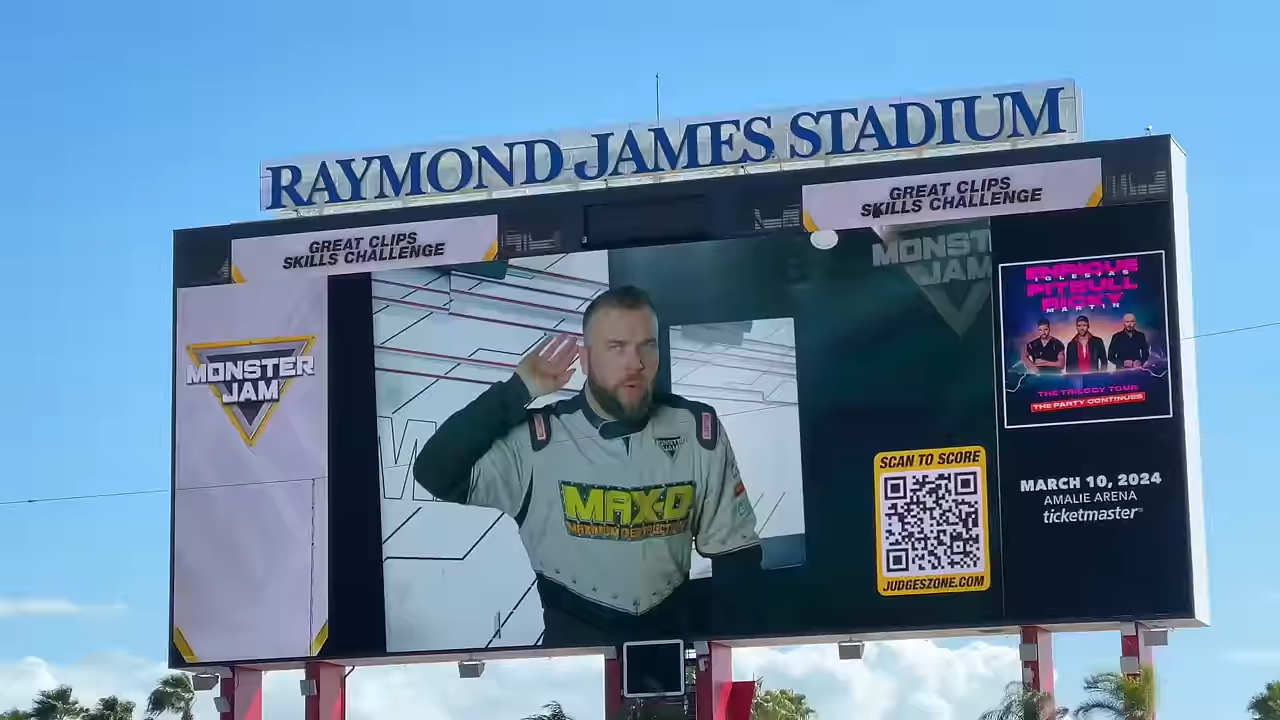 RAYMOND JAMES STADIUM
GREAT CLIPS
SKILLS CHALLENGE
GREAT CLIPS
SKILLS CHALLENGE
MONSTER
JAM
MONST
JAM
MONSTER
JAM
MAX-D
MAXIMUM DESTRUCTION
SCAN TO SCORE
JUDGESZONE.COM
ENRIQUE
IGLESIAS
PITBULL
RICKY
MARTIN
THE TRILOGY TOUR
THE PARTY CONTINUES
MARCH 10, 2024
AMALIE ARENA
ticketmaster